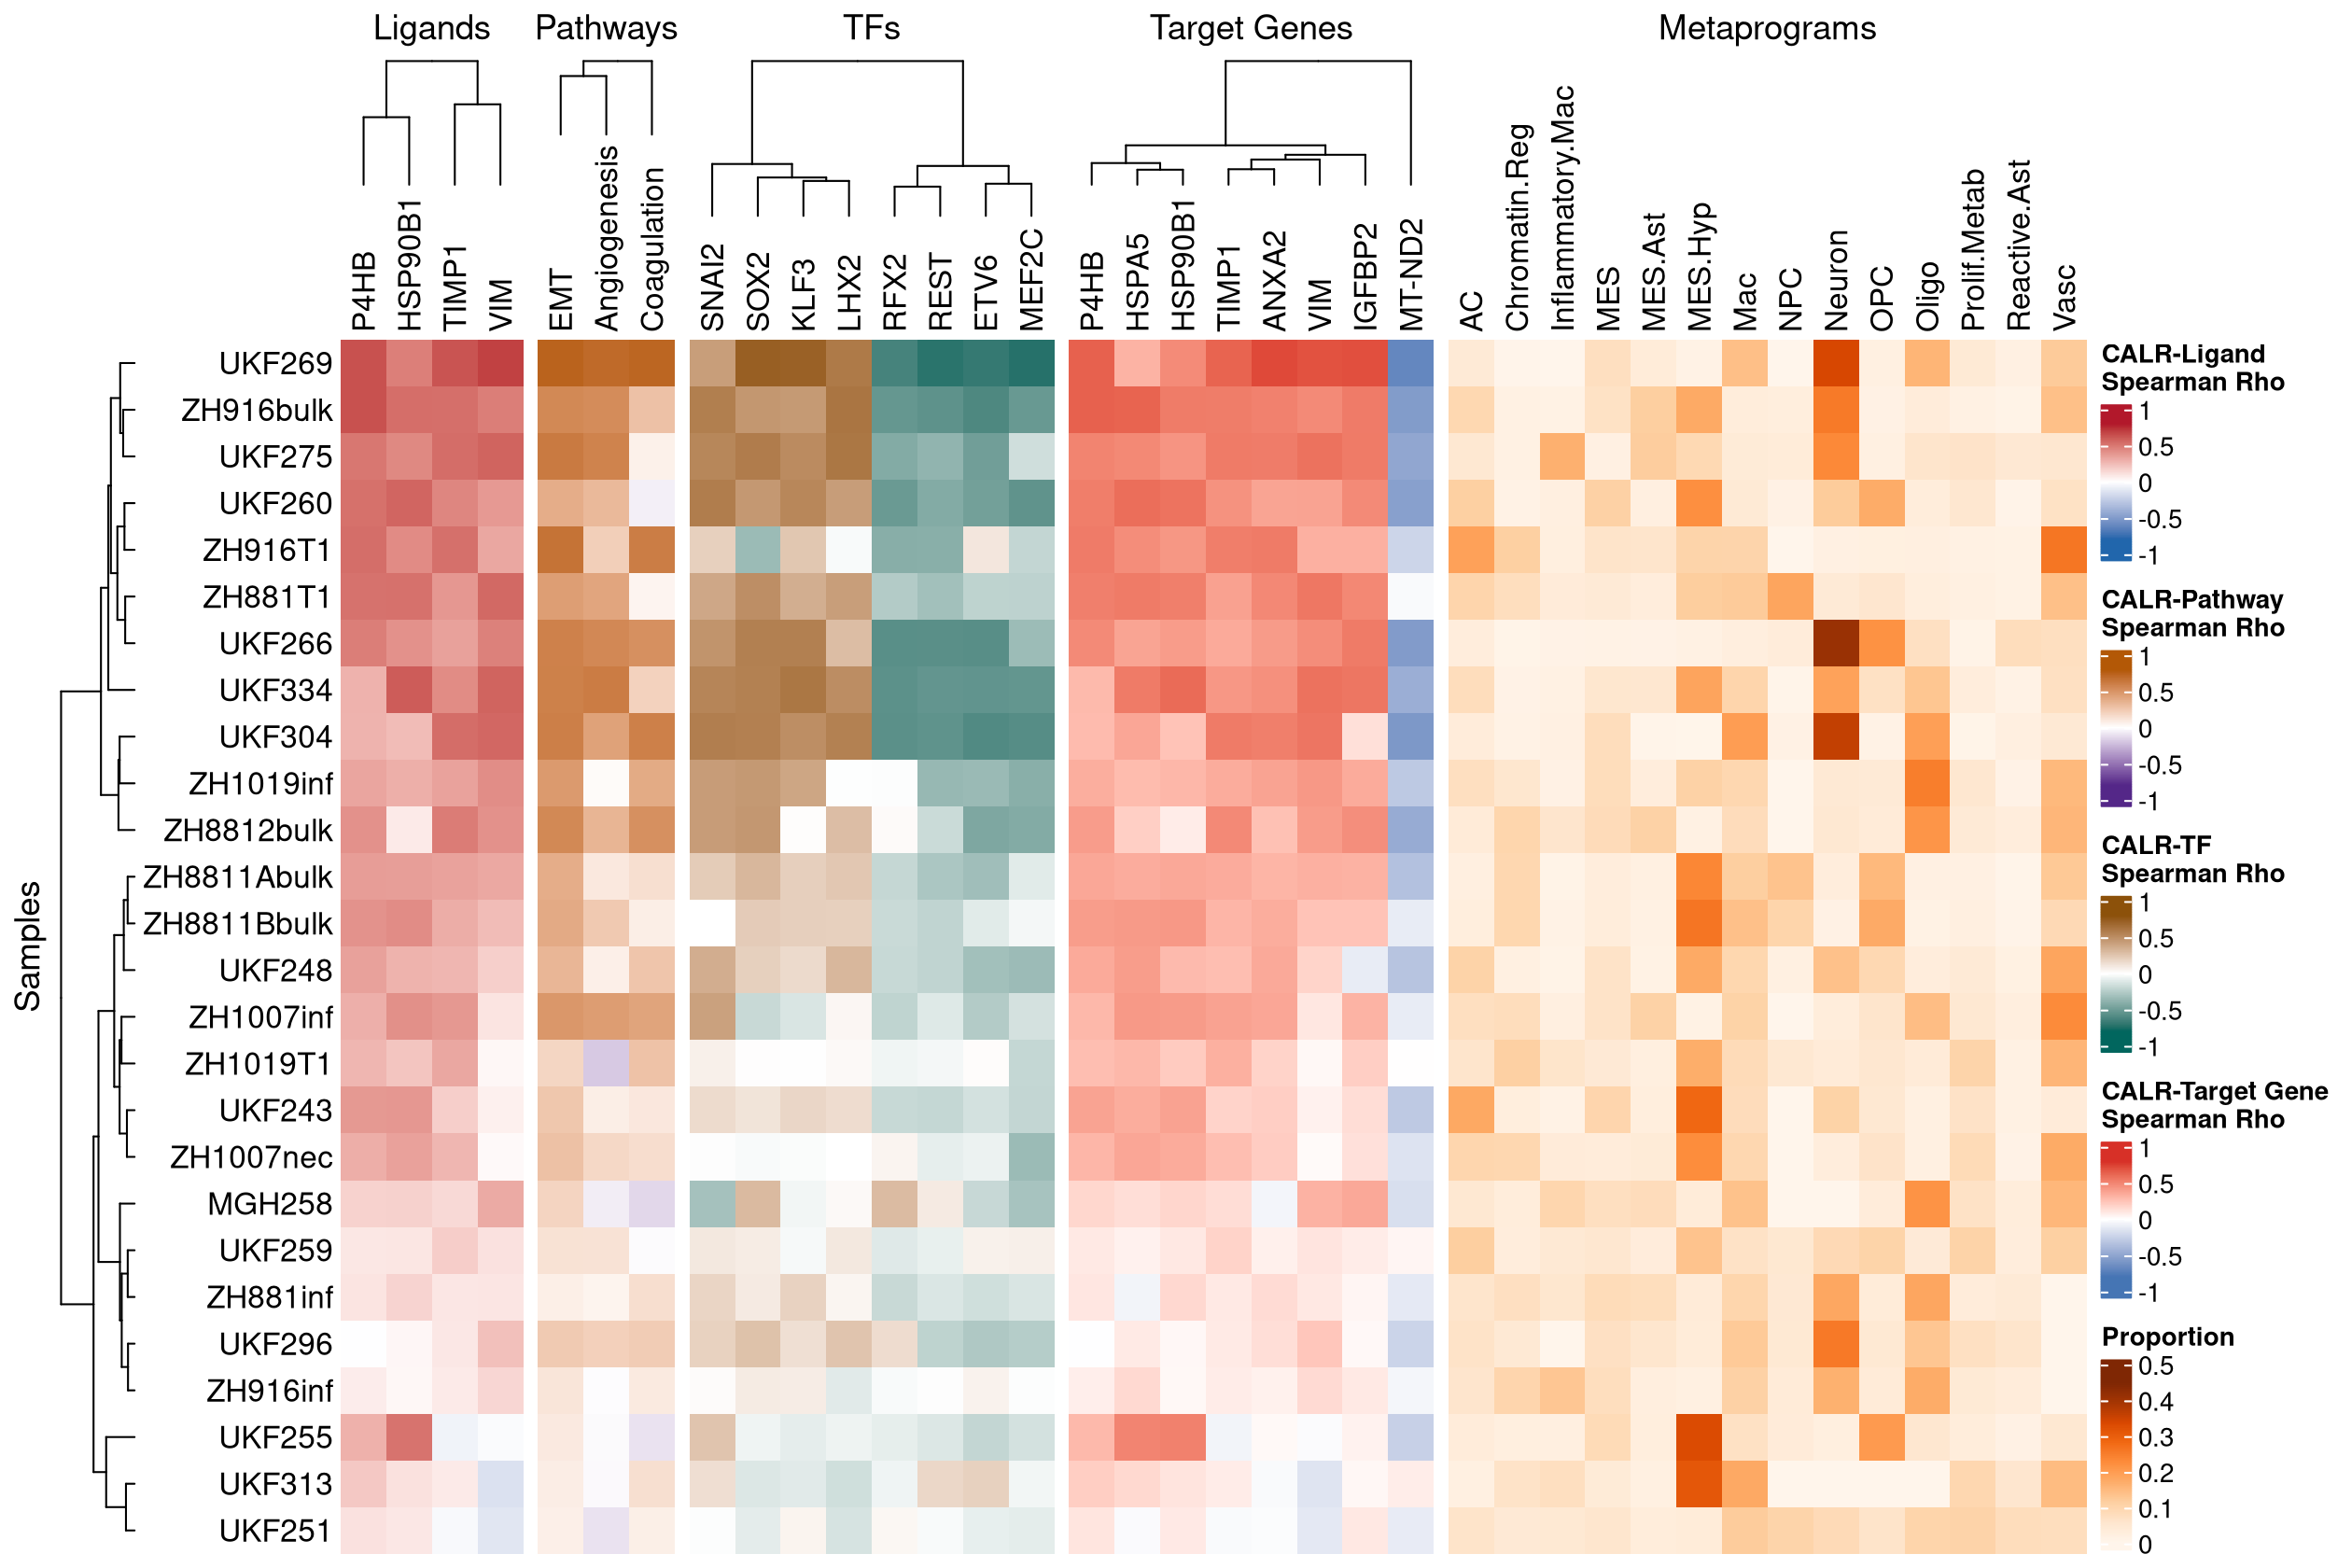 Ligands
Pathways
TFs
Target Genes
Metaprograms
P4HB
HSP90B1
TIMP1
VIM
EMT
Angiogenesis
Coagulation
SNAI2
SOX2
KLF3
LHX2
RFX2
REST
ETV6
MEF2C
P4HB
HSPA5
HSP90B1
TIMP1
ANXA2
VIM
IGFBP2
MT-ND2
AC
Chromatin.Reg
Inflammatory.Mac
MES
MES.Ast
MES.Hyp
Mac
NPC
Neuron
OPC
Oligo
Prolif.Metab
Reactive.Ast
Vasc
Samples
UKF269
ZH916bulk
UKF275
UKF260
ZH916T1
ZH881T1
UKF266
UKF334
UKF304
ZH1019inf
ZH8812bulk
ZH8811Abulk
ZH8811Bbulk
UKF248
ZH1007inf
ZH1019T1
UKF243
ZH1007nec
MGH258
UKF259
ZH881inf
UKF296
ZH916inf
UKF255
UKF313
UKF251
CALR-Ligand
Spearman Rho
1
0.5
0
-0.5
-1
CALR-Pathway
Spearman Rho
1
0.5
0
-0.5
-1
CALR-TF
Spearman Rho
1
0.5
0
-0.5
-1
CALR-Target Gene
Spearman Rho
1
0.5
0
-0.5
-1
Proportion
0.5
0.4
0.3
0.2
0.1
0